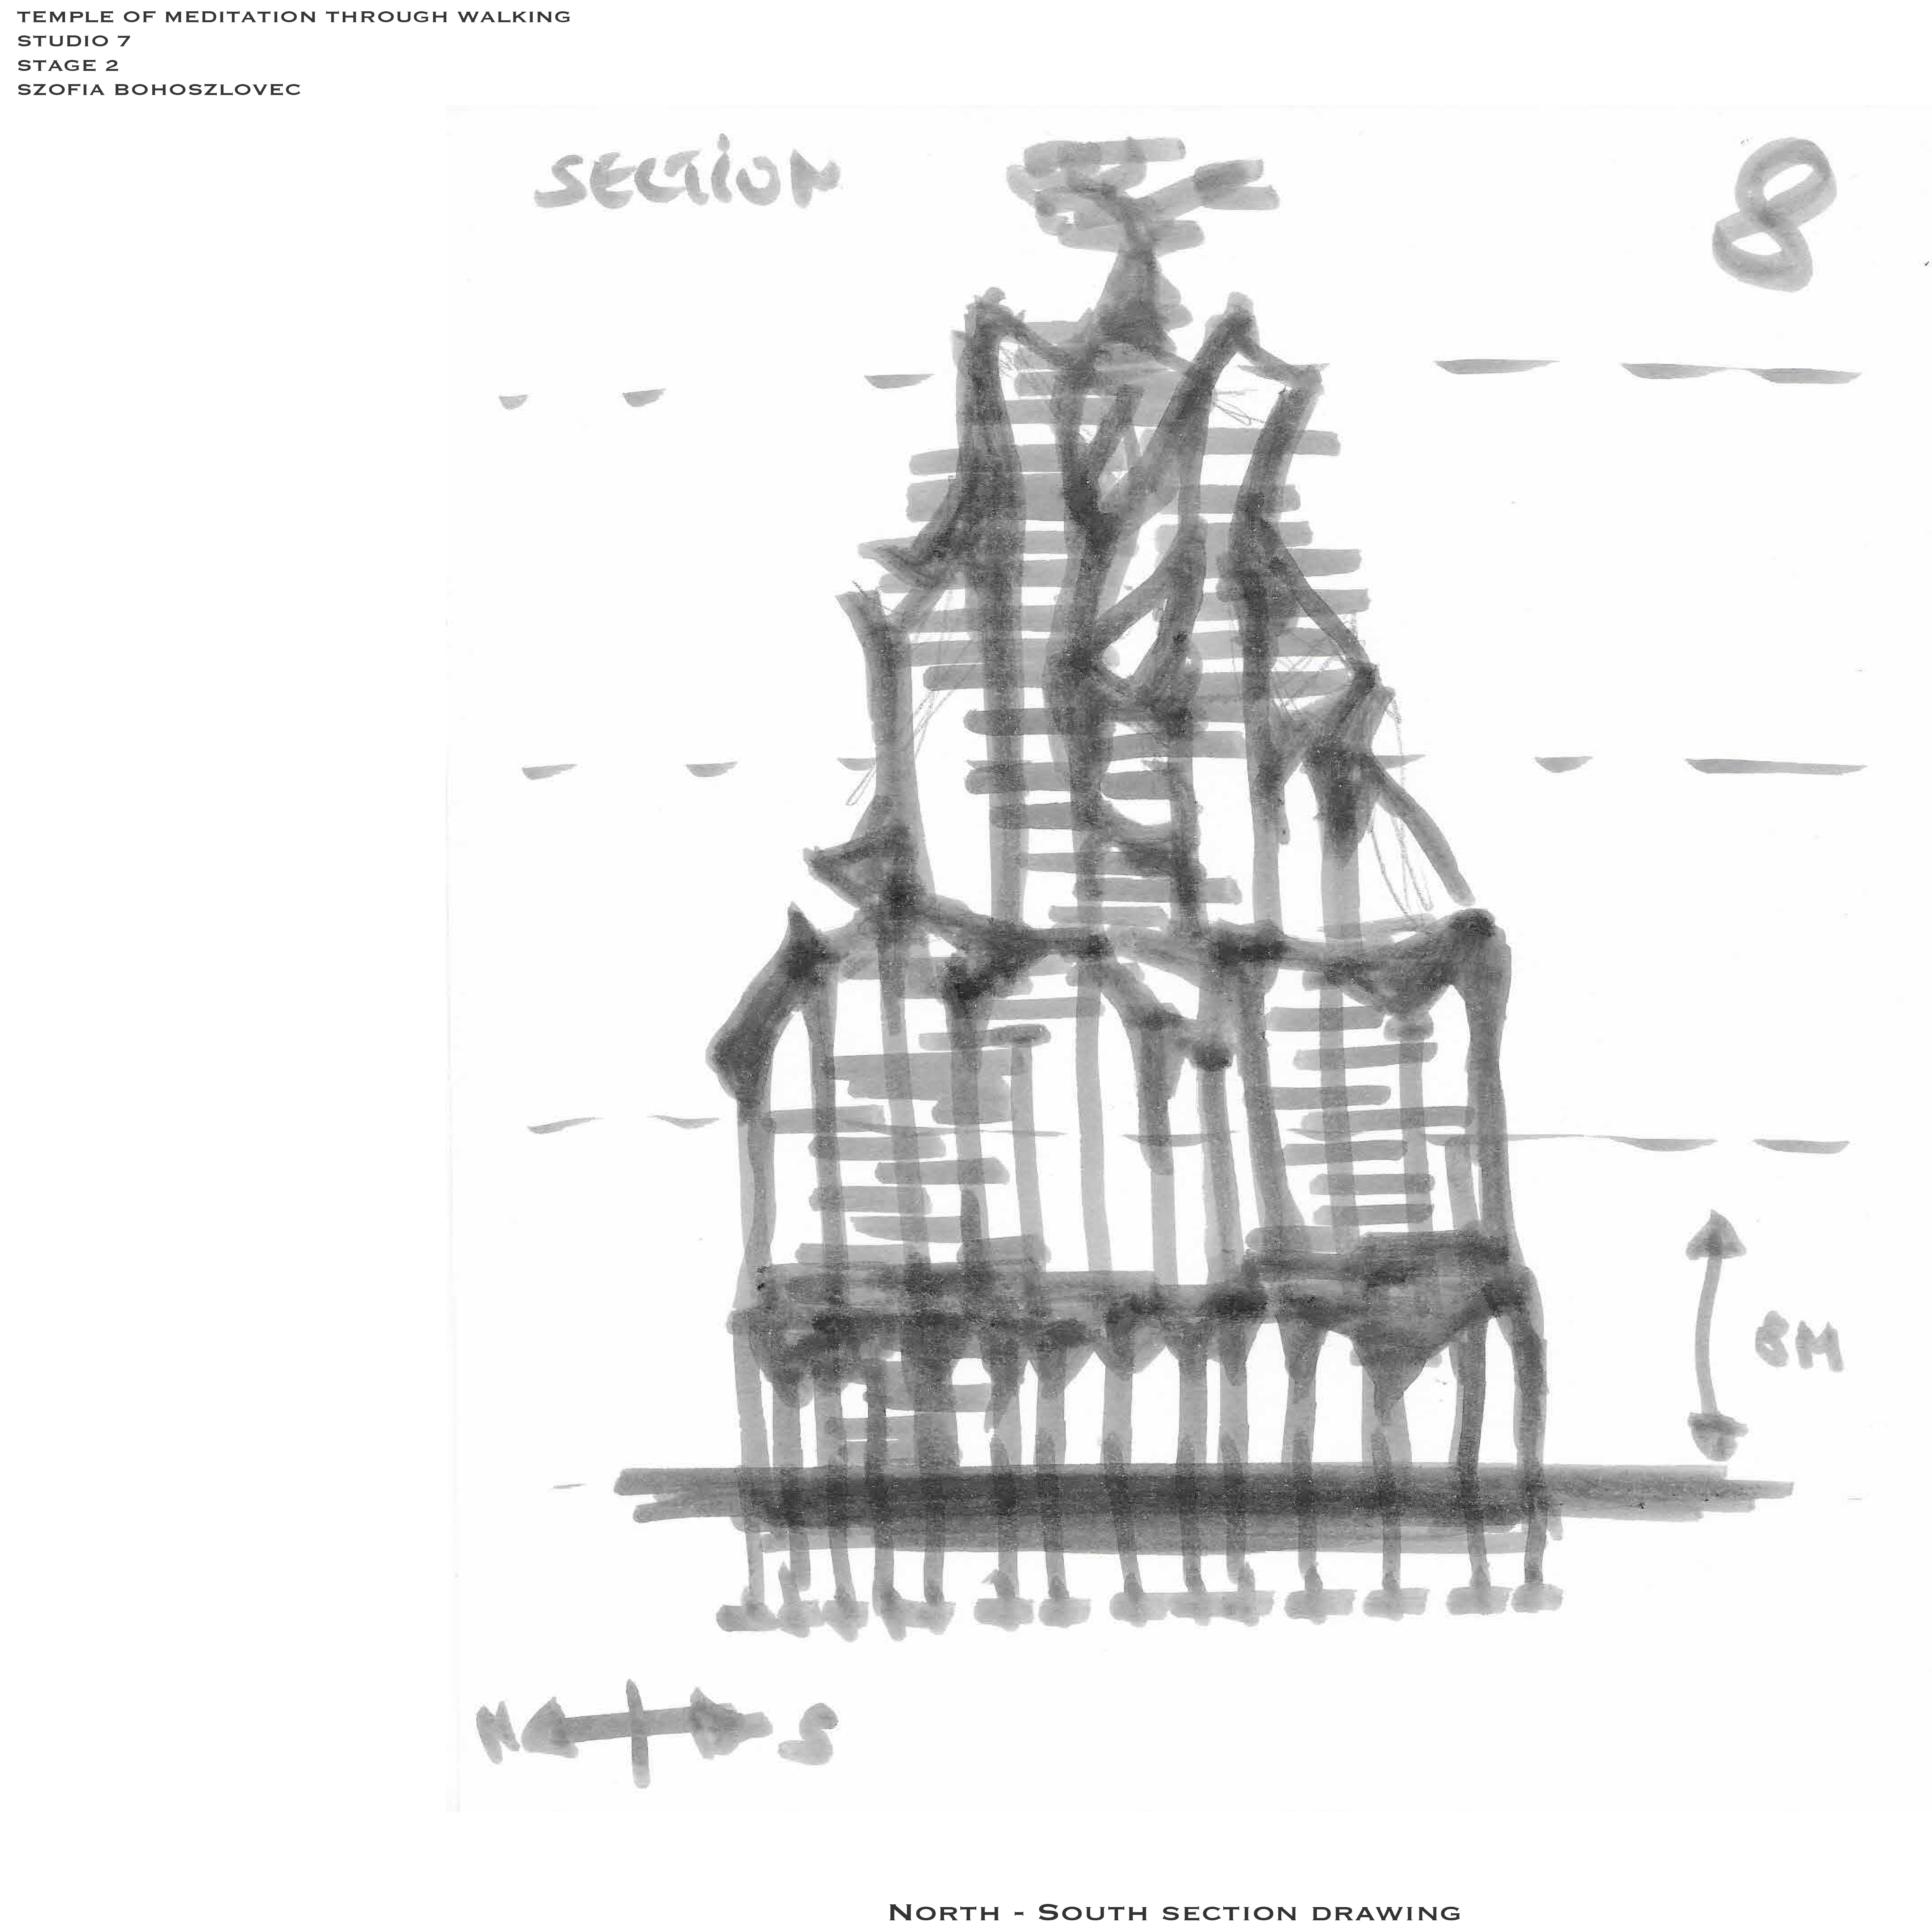 TEMPLE OF MEDITATION THROUGH WALKING
STUDIO 7
STAGE 2
SZOFIA BOHOSZLOVEC
SECTION
8
8M
N S
NORTH - SOUTH SECTION DRAWING